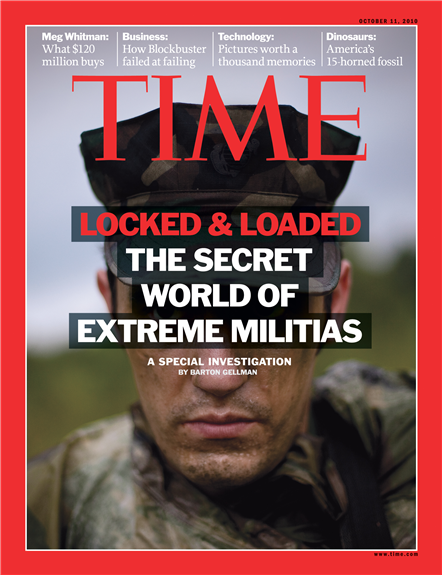 OCTOBER 11, 2010
Meg Whitman:
What $120
million buys
Business:
How Blockbuster
failed at failing
Technology:
Pictures worth a
thousand memories
Dinosaurs:
America's
15-horned fossil
TIME
LOCKED & LOADED
THE SECRET
WORLD OF
EXTREME MILITIAS
A SPECIAL INVESTIGATION
BY BARTON GELLMAN
www.time.com